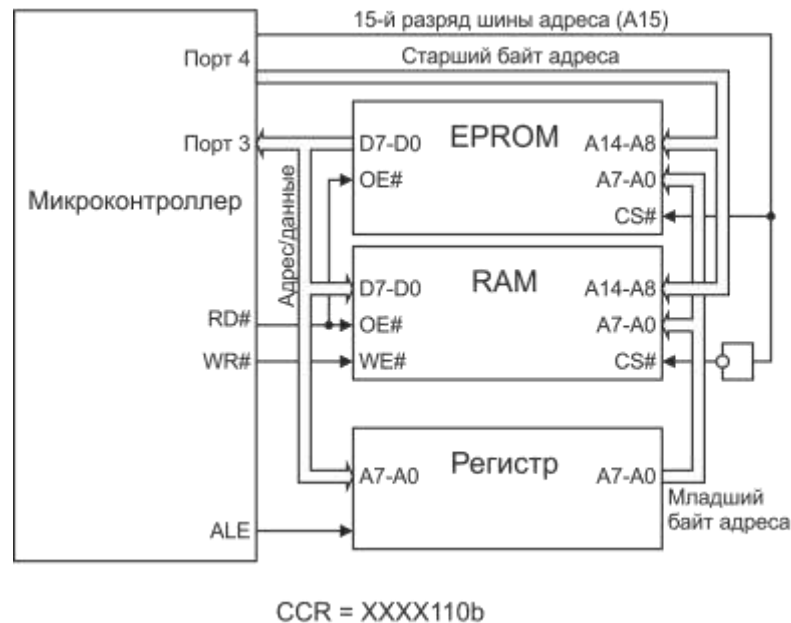 15-й разряд шины адреса (A15)
Порт 4
Старший байт адреса
Порт 3
D7-D0
EPROM
A14-A8
OE#
A7-A0
CS#
Микроконтроллер
Адрес/данные
D7-D0
RAM
A14-A8
RD#
OE#
A7-A0
WR#
WE#
CS#
Регистр
A7-A0
A7-A0
Младший
байт адреса
ALE
CCR = XXXX110b